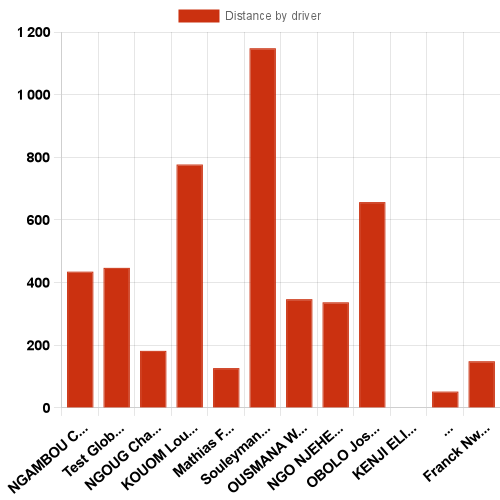 Distance by driver
1 200
1 000
800
600
400
200
0
NGAMBOU C...
Test Glob...
NGOUG Cha...
KOUOM Lou...
Mathias F...
Souleyman...
OUSMANA W...
NGO NJEHE...
OBOLO Jos...
KENJI ELI...
...
Franck Nw...